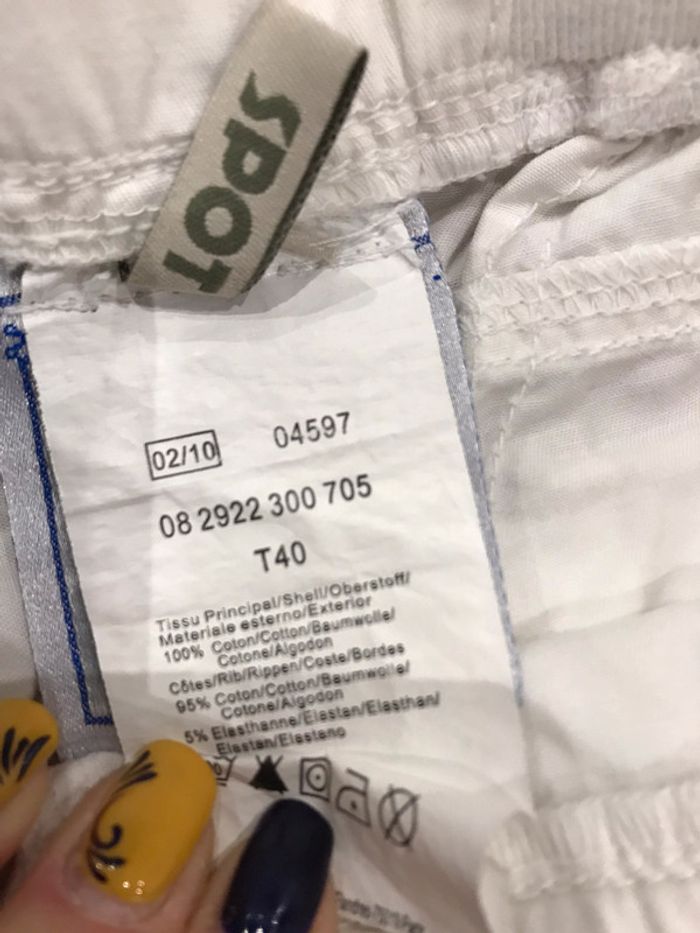 SPOT
02/10 04597
08 2922 300 705
T40
Tissu Principal/Shell/Oberstoff/
Materiale esterno/Exterior
100% Coton/Cotton/Baumwolle/
Cotone/Algodon
Côtes/Rib/Rippen/Coste/Bordes
95% Coton/Cotton/Baumwolle/
Cotone/Algodon
5% Elasthanne/Elastan/Elasthan/
Elastan/Elastano